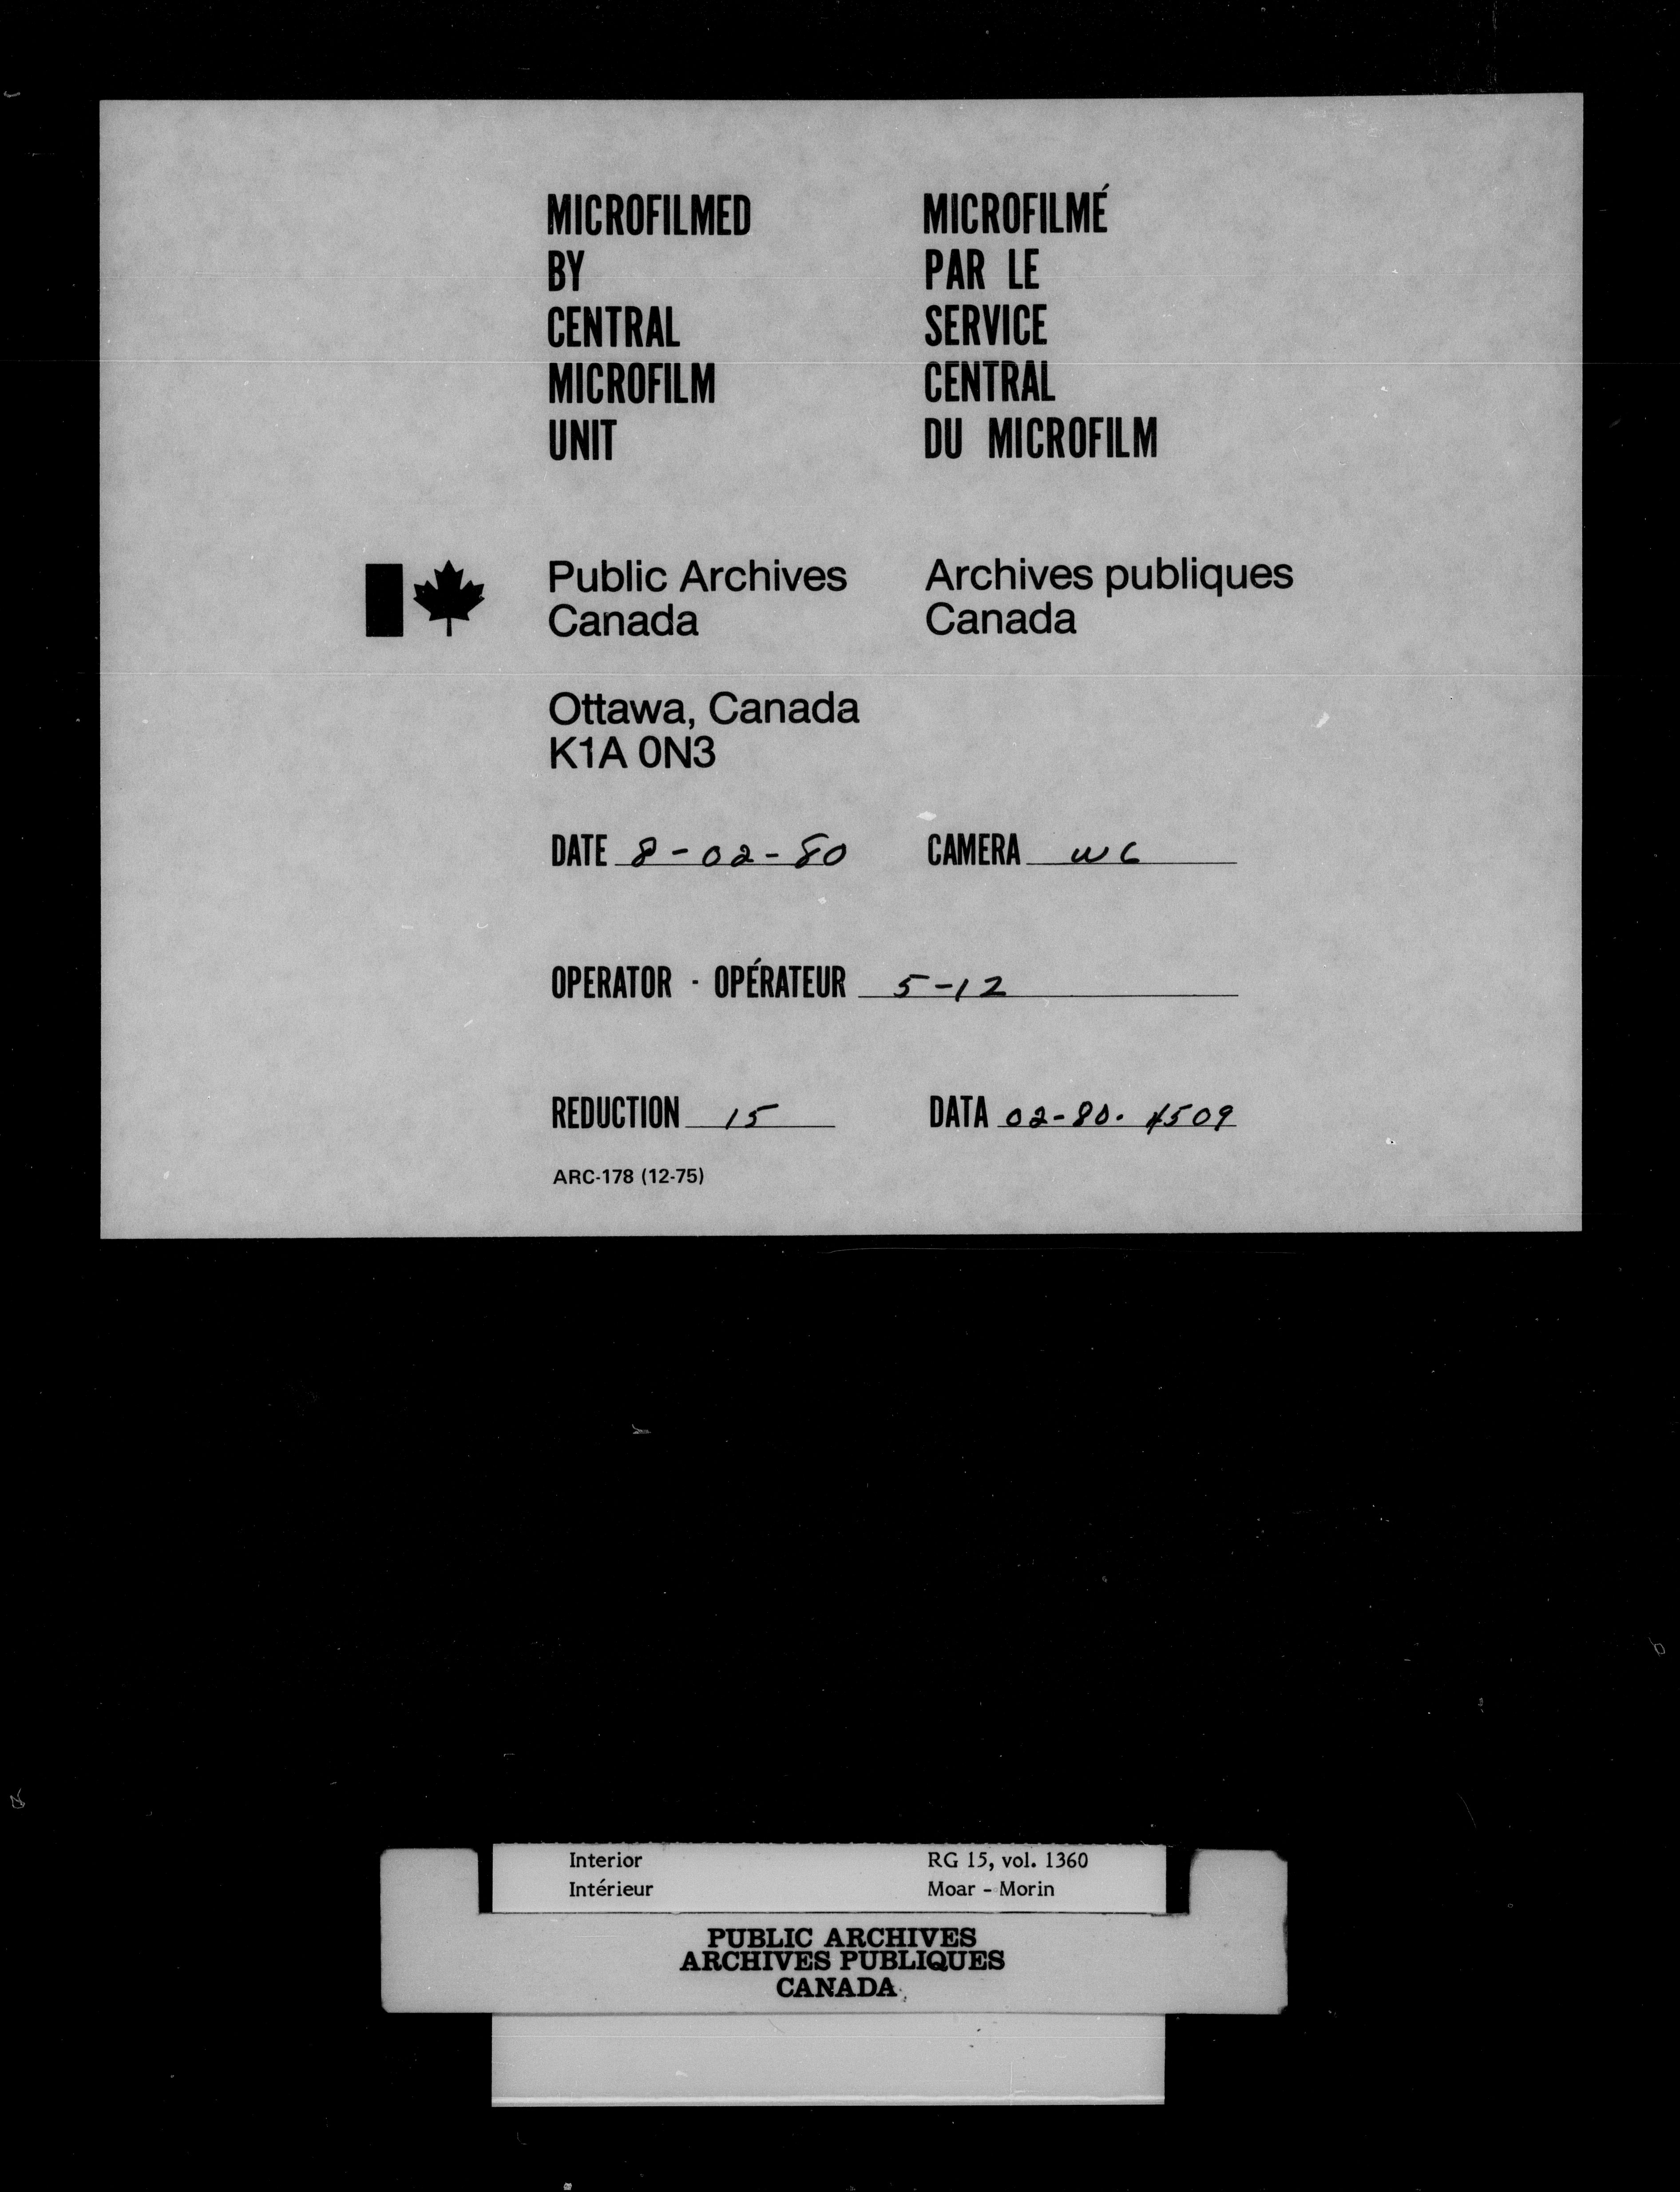 MICROFILMED
BY
CENTRAL
MICROFILM
UNIT
MICROFILMÉ
PAR LE
SERVICE
CENTRAL
DU MICROFILM
Public Archives
Canada
Archives publiques
Canada
Ottawa, Canada
K1A 0N3
DATE 8-02-80
CAMERA
OPERATOR - OPÉRATEUR 5-12
REDUCTION 15
DATA 02-80. 4509
ARC-178 (12-75)
Interior
Intérieur
RG 15, vol. 1360
Moar - Morin
PUBLIC ARCHIVES
ARCHIVES PUBLIQUES
CANADA